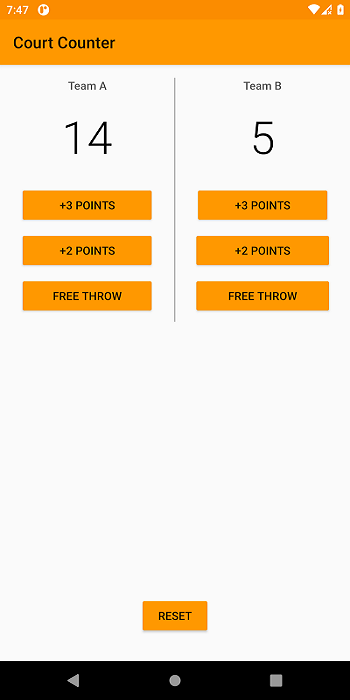 7:47
Court Counter
Team A
14
+3 POINTS
+2 POINTS
FREE THROW
Team B
5
+3 POINTS
+2 POINTS
FREE THROW
RESET